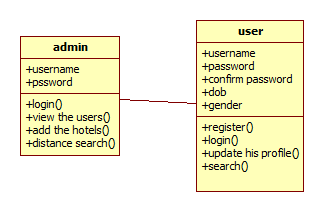 admin
+username
+pssword
+login()
+view the users()
+add the hotels()
+distance search()
user
+username
+password
+confirm password
+dob
+gender
+register()
+login()
+update his profile()
+search()